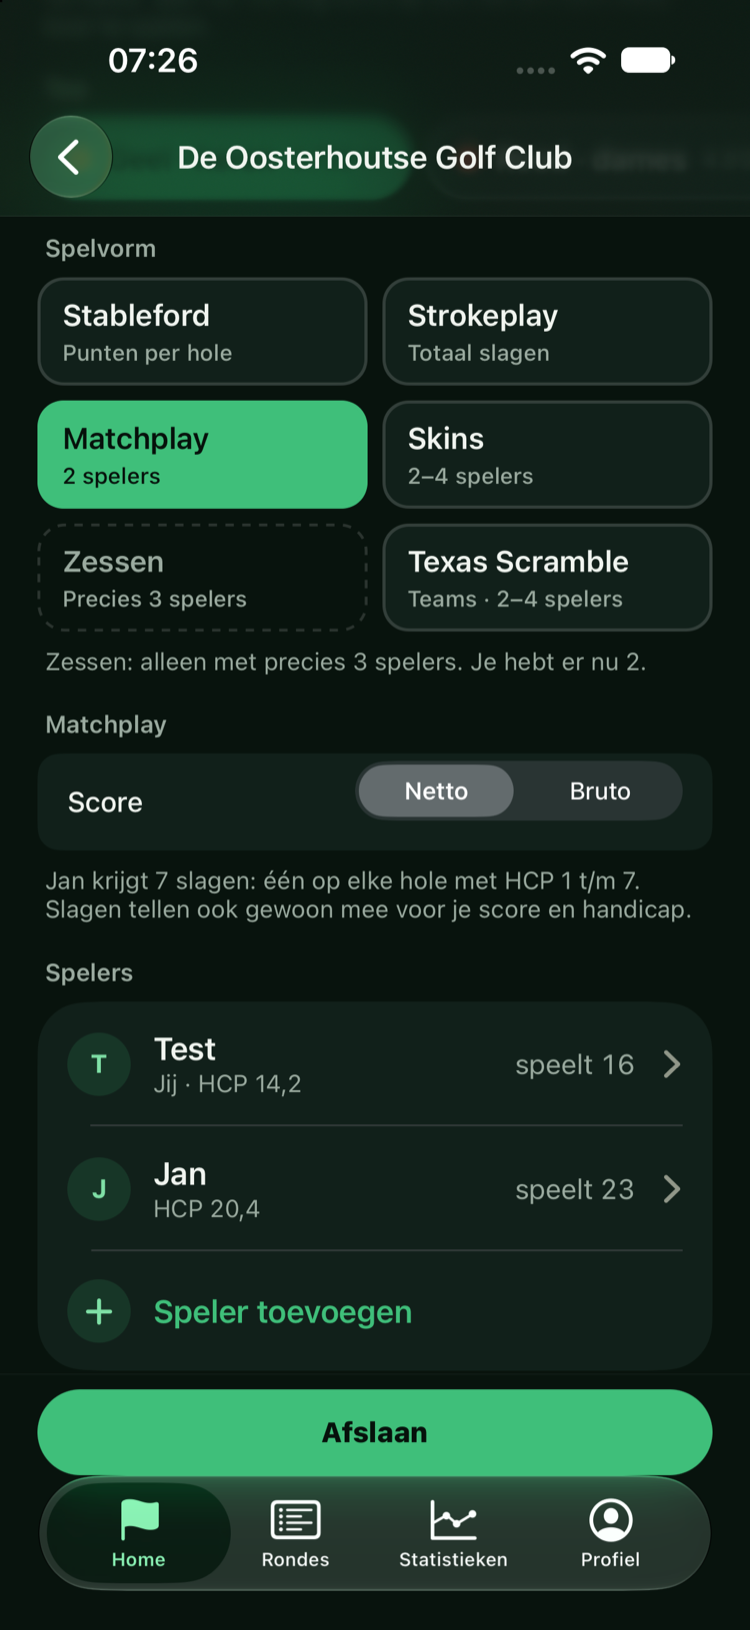 07:26
De Oosterhoutse Golf Club
Spelvorm
Stableford
Punten per hole
Strokeplay
Totaal slagen
Matchplay
2 spelers
Skins
2–4 spelers
Zessen
Precies 3 spelers
Texas Scramble
Teams · 2–4 spelers
Zessen: alleen met precies 3 spelers. Je hebt er nu 2.
Matchplay
Score
Netto
Bruto
Jan krijgt 7 slagen: één op elke hole met HCP 1 t/m 7.
Slagen tellen ook gewoon mee voor je score en handicap.
Spelers
T
Test
Jij · HCP 14,2
speelt 16
J
Jan
HCP 20,4
speelt 23
Speler toevoegen
Afslaan
Home
Rondes
Statistieken
Profiel